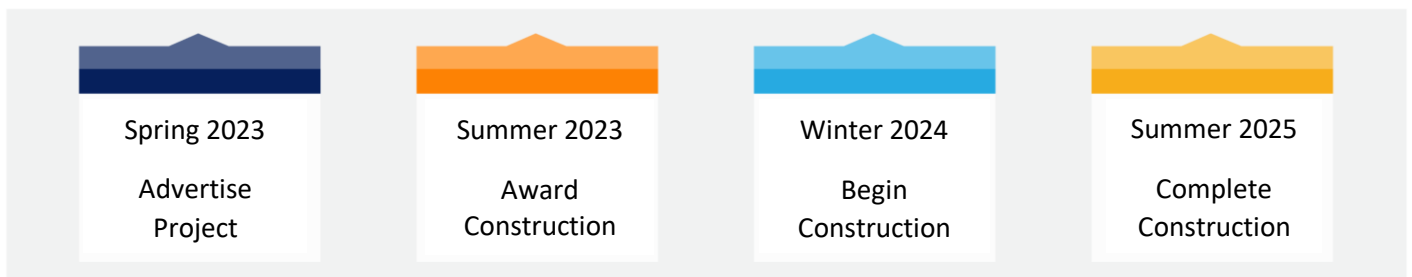 Spring 2023
Advertise
Project
Summer 2023
Award
Construction
Winter 2024
Begin
Construction
Summer 2025
Complete
Construction